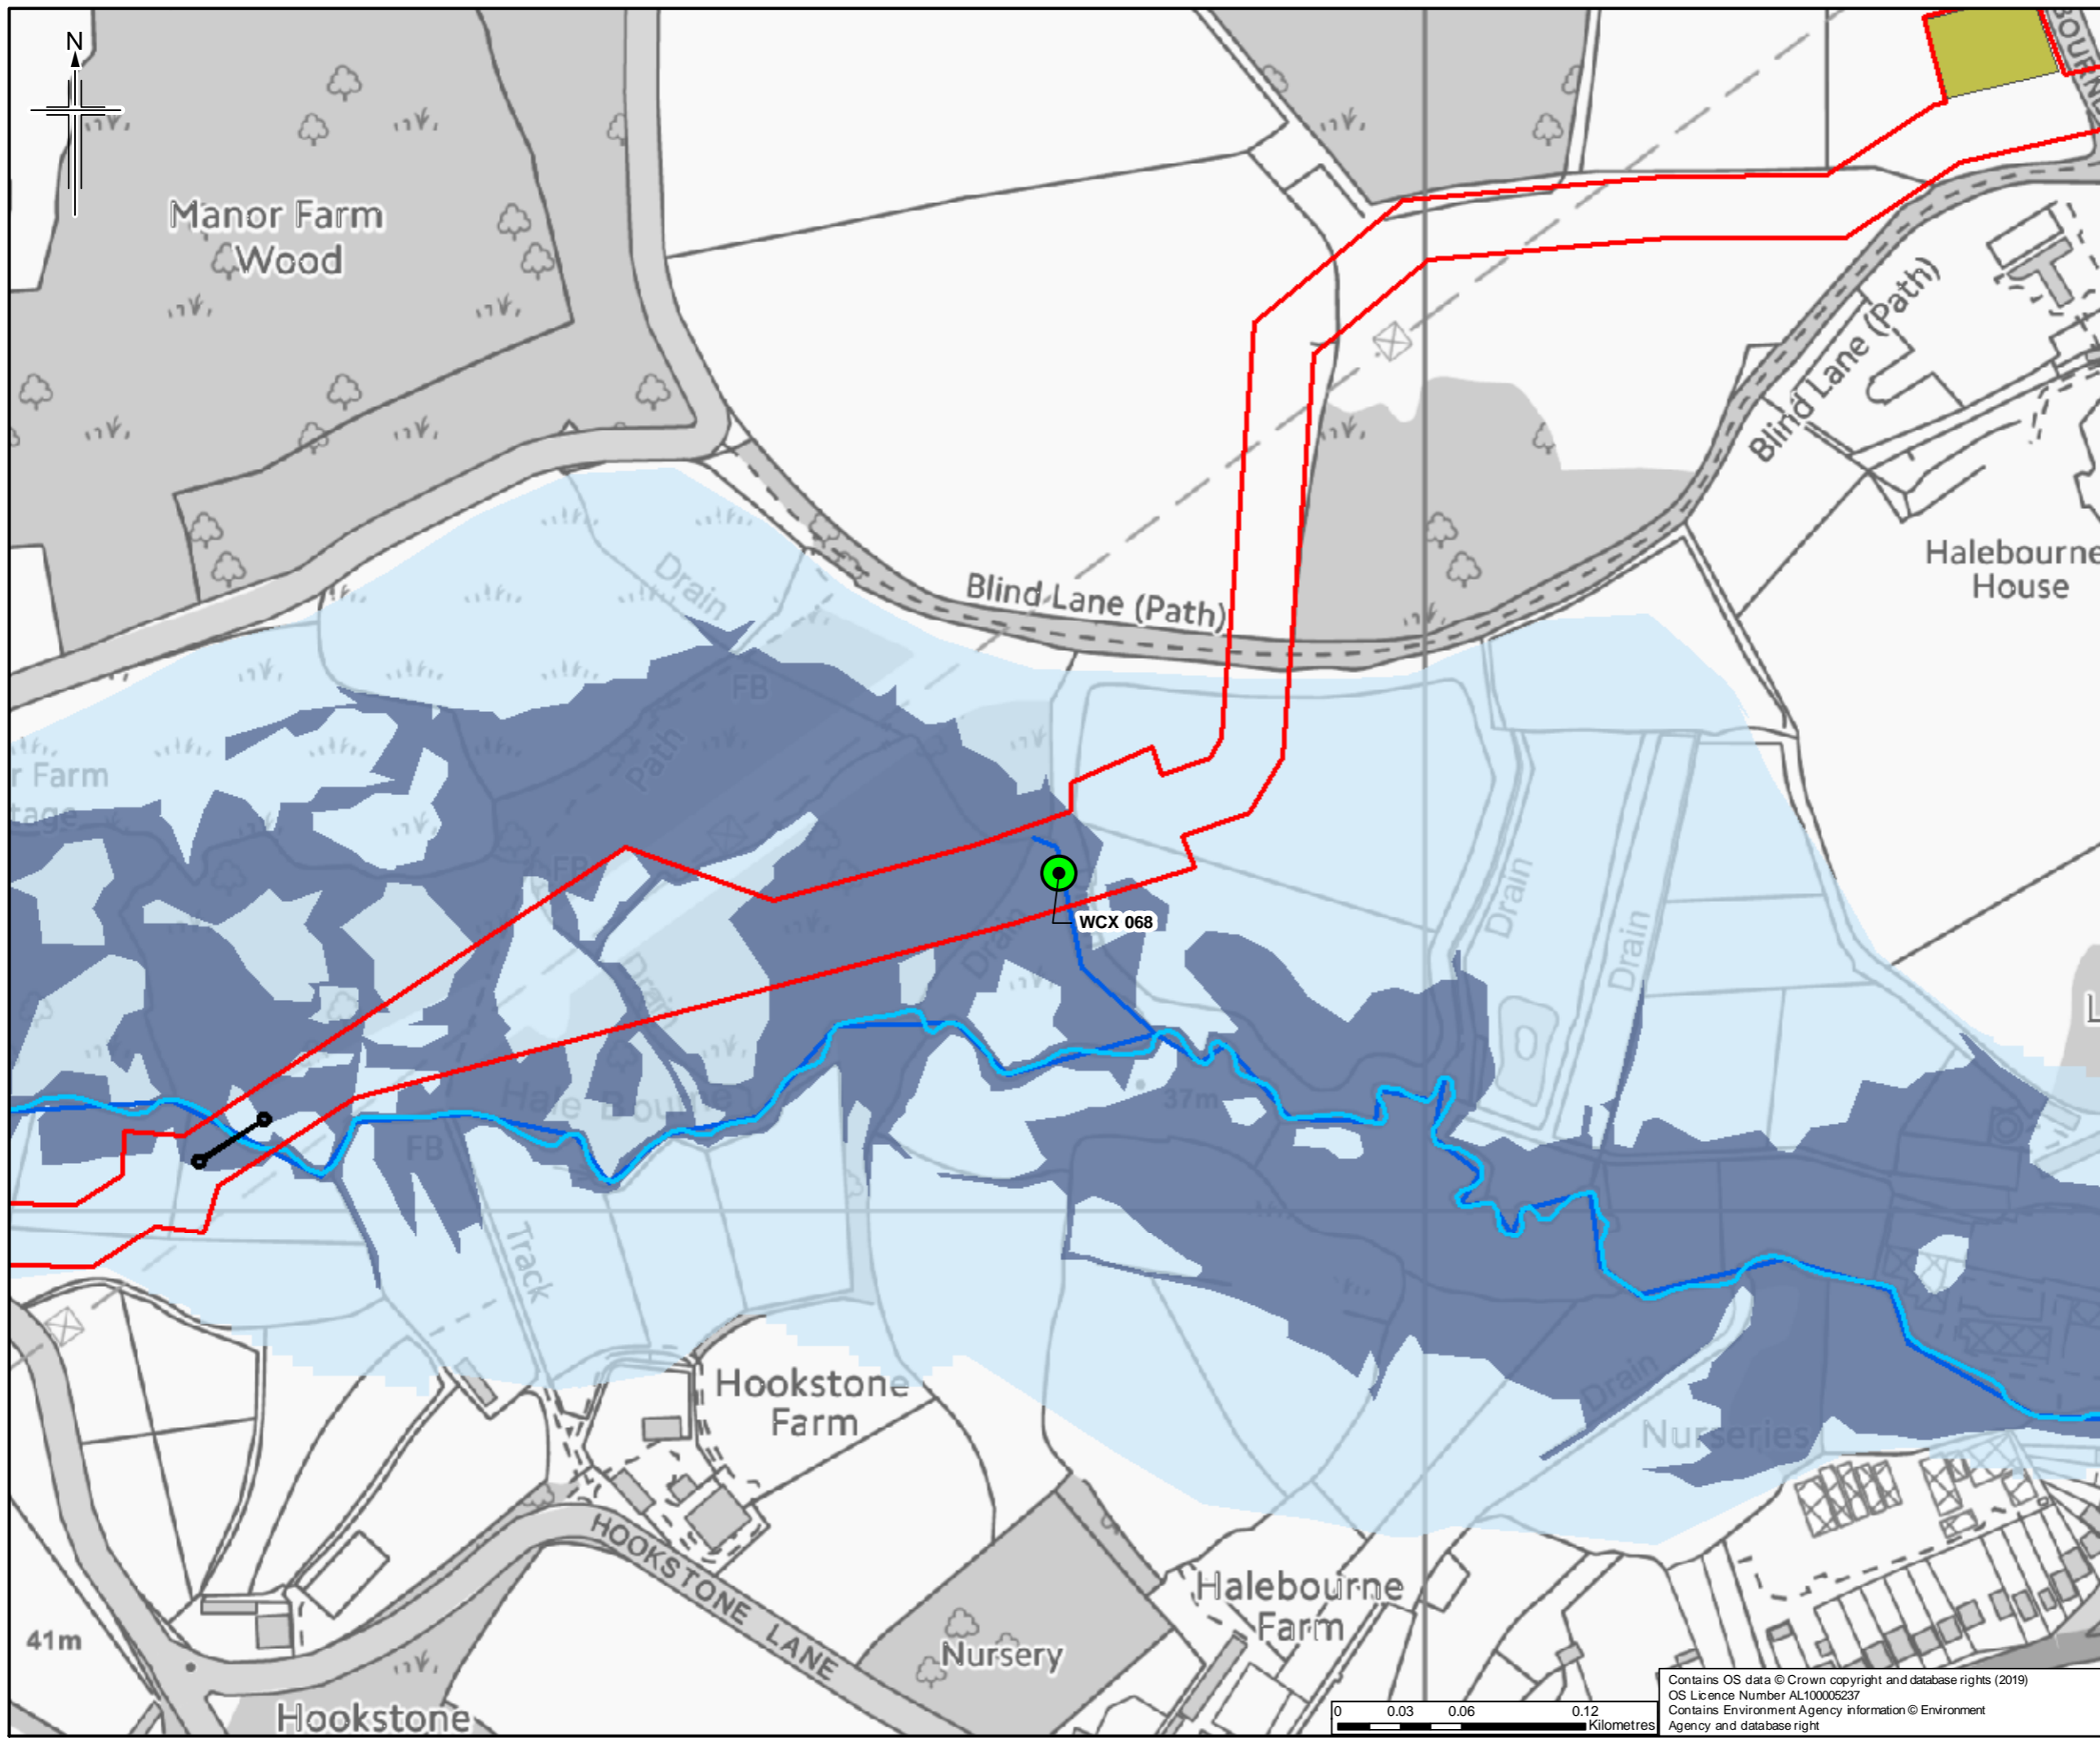 N
BOURN
Manor Farm
Wood
Blind Lane (Path)
Halebourne
House
Drain
Blind Lane (Path)
FB
Path
r Farm
tage
FB
Drain
Drain
Drain
WCX 068
Drain
L
Hale Bourne
37m
FB
Track
Hookstone
Farm
Drain
Nurseries
HOOKSTONE LANE
Halebourne
Farm
41m
Nursery
Hookstone
0 0.03 0.06 0.12
Kilometres
Contains OS data © Crown copyright and database rights (2019)
OS Licence Number AL100005237
Contains Environment Agency information © Environment
Agency and database right